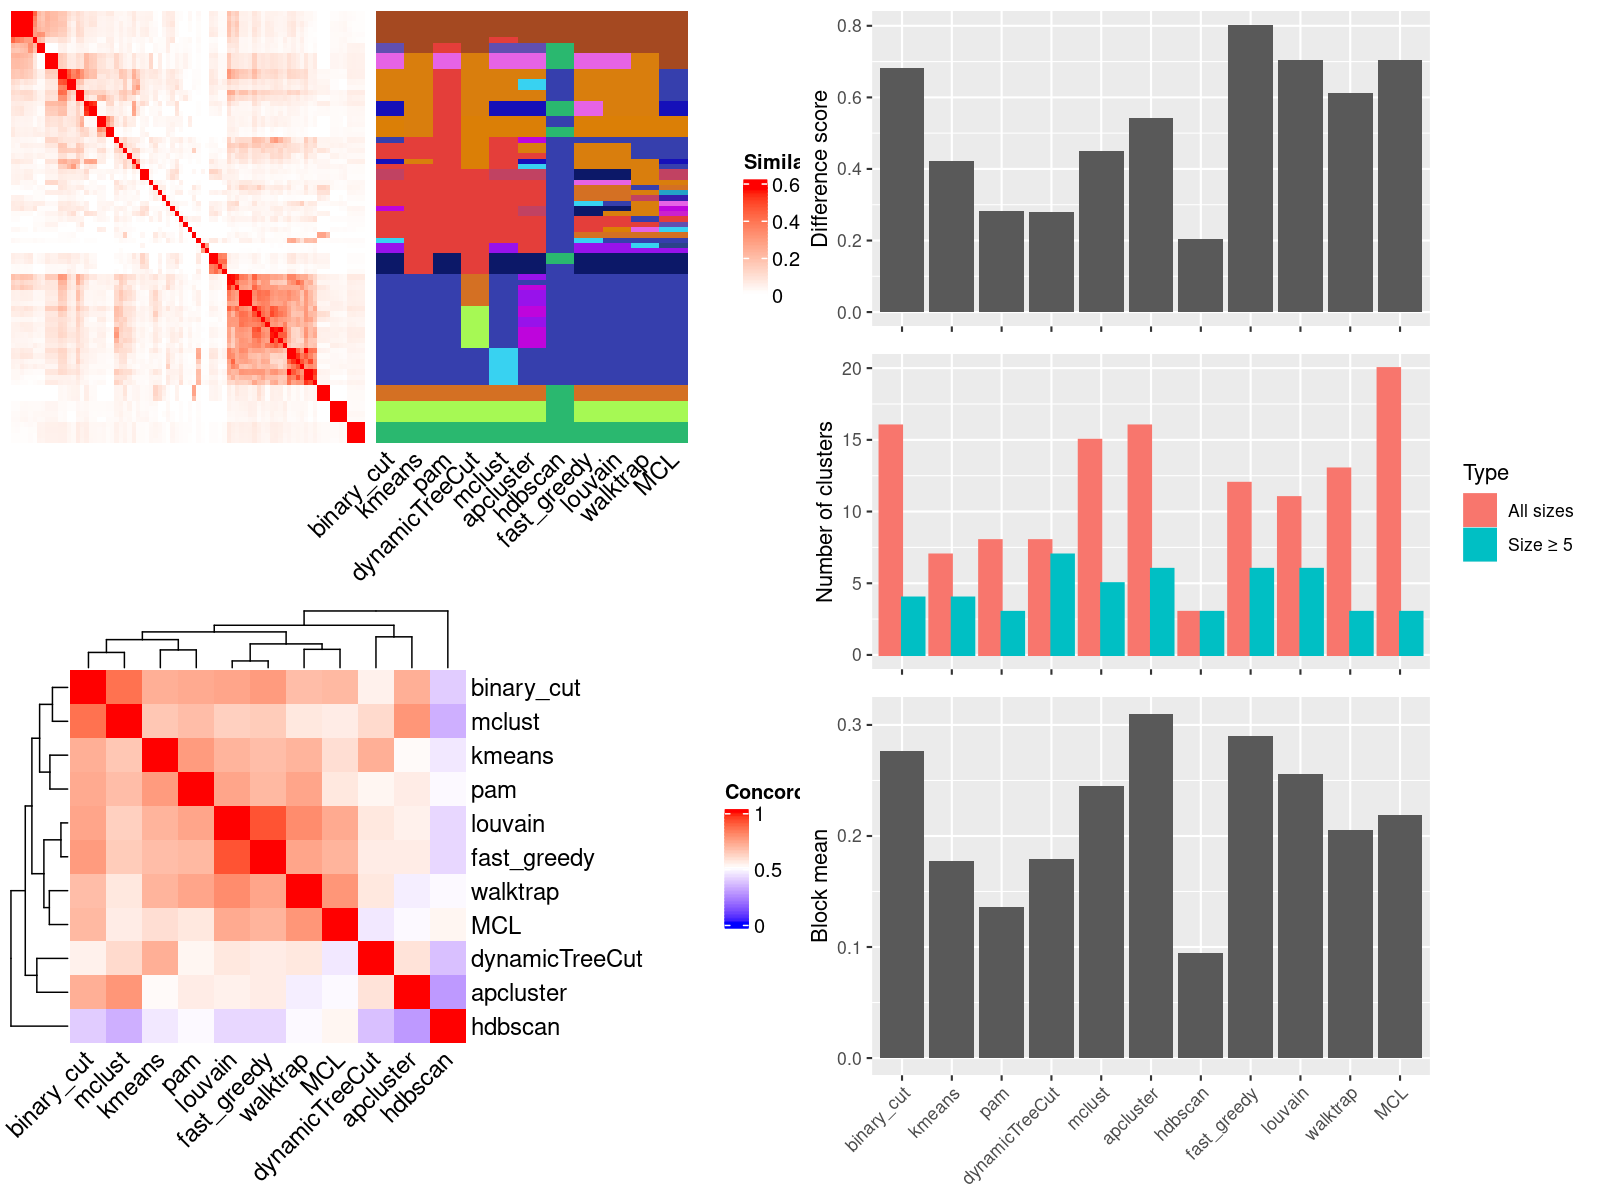 Simila
0.6
0.4
0.2
0
binary_cut
kmeans
pam
dynamicTreeCut
mclust
apcluster
hdbscan
fast_greedy
louvain
walktrap
MCL
binary_cut
mclust
kmeans
pam
louvain
fast_greedy
walktrap
MCL
dynamicTreeCut
apcluster
hdbscan
binary_cut
mclust
kmeans
pam
louvain
fast_greedy
walktrap
MCL
dynamicTreeCut
apcluster
hdbscan
Concord
1
0.5
0
Difference score
0.8
0.6
0.4
0.2
0.0
Number of clusters
20
15
10
5
0
Type
All sizes
Size ≥ 5
Block mean
0.3
0.2
0.1
0.0
binary_cut
kmeans
pam
dynamicTreeCut
mclust
apcluster
hdbscan
fast_greedy
louvain
walktrap
MCL